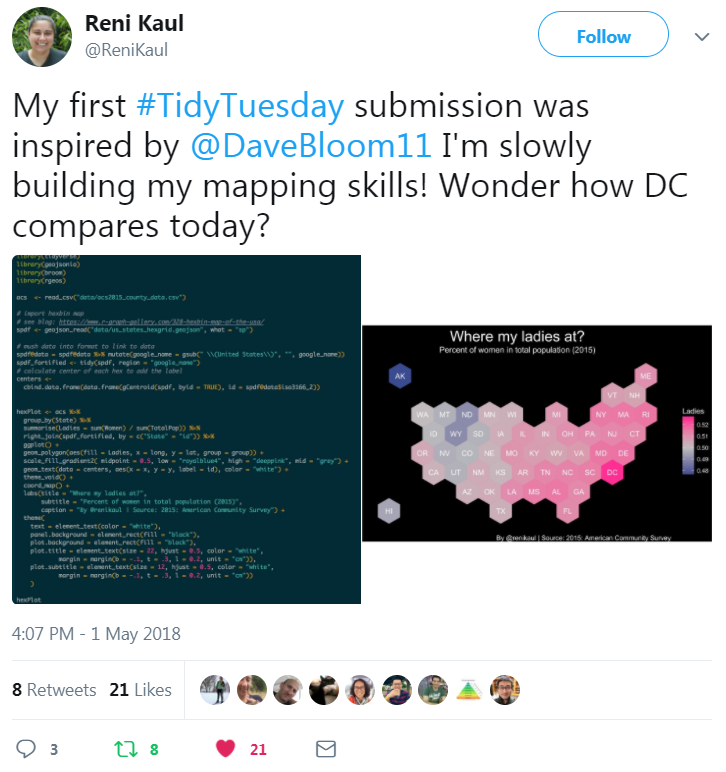 Reni Kaul
@ReniKaul
Follow
My first #TidyTuesday submission was
inspired by @DaveBloom11 I'm slowly
building my mapping skills! Wonder how DC
compares today?
library(tidyverse)
library(geojsonio)
library(broom)
library(rgeos)
acs <- read_csv("data/acs2015_county_data.csv")
# import hexbin map
# see blog: https://www.r-graph-gallery.com/328-hexbin-map-of-the-usa/
spdf <- geojson_read("data/us_states_hexgrid.geojson", what = "sp")
# mush data into format to link to data
spdf@data = spdf@data %>% mutate(google_name = gsub(" \\(United States\\)", "", google_name))
spdf_fortified <- tidy(spdf, region = "google_name")
# calculate center of each hex to add the label
centers <-
cbind.data.frame(data.frame(gCentroid(spdf, byid = TRUE), id = spdf@data$iso3166_2))
hexPlot <- acs %>%
group_by(State) %>%
summarise(Ladies = sum(Women) / sum(TotalPop)) %>%
right_join(spdf_fortified, by = c("State" = "id")) %>%
ggplot() +
geom_polygon(aes(fill = Ladies, x = long, y = lat, group = group)) +
scale_fill_gradient2( midpoint = 0.5, low = "royalblue4", high = "deeppink", mid = "grey") +
geom_text(data = centers, aes(x = x, y = y, label = id), color = "white") +
theme_void() +
coord_map() +
labs(title = "Where my ladies at?",
subtitle = "Percent of women in total population (2015)",
caption = "By @renikaul | Source: 2015: American Community Survey") +
theme(
text = element_text(color = "white"),
panel.background = element_rect(fill = "black"),
plot.background = element_rect(fill = "black"),
plot.title = element_text(size = 22, hjust = 0.5, color = "white",
margin = margin(b = -.1, t = .3, l = 0.2, unit = "cm")),
plot.subtitle = element_text(size = 12, hjust = 0.5, color = "white",
margin = margin(b = -.1, t = .3, l = 0.2, unit = "cm"))
)
hexPlot
Where my ladies at?
Percent of women in total population (2015)
AK ME
VT NH
WA MT ND MN WI MI NY MA RI
ID WY SD IA IL IN OH PA NJ CT
OR NV CO NE MO KY WV VA MD DE
CA UT NM KS AR TN NC SC DC
AZ OK LA MS AL GA
HI TX FL
Ladies
0.52
0.51
0.50
0.49
0.48
By @renikaul | Source: 2015: American Community Survey
4:07 PM - 1 May 2018
8 Retweets 21 Likes
3 8 21